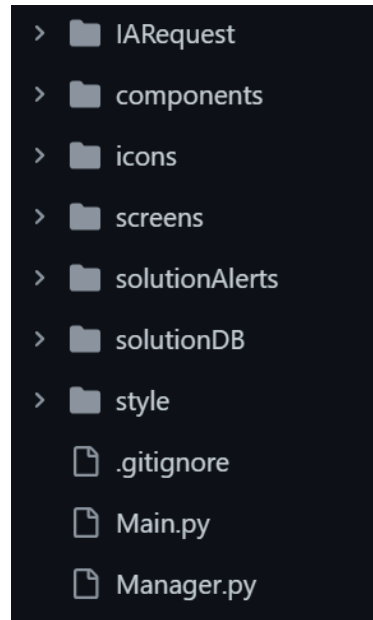 IARequest
components
icons
screens
solutionAlerts
solutionDB
style
.gitignore
Main.py
Manager.py